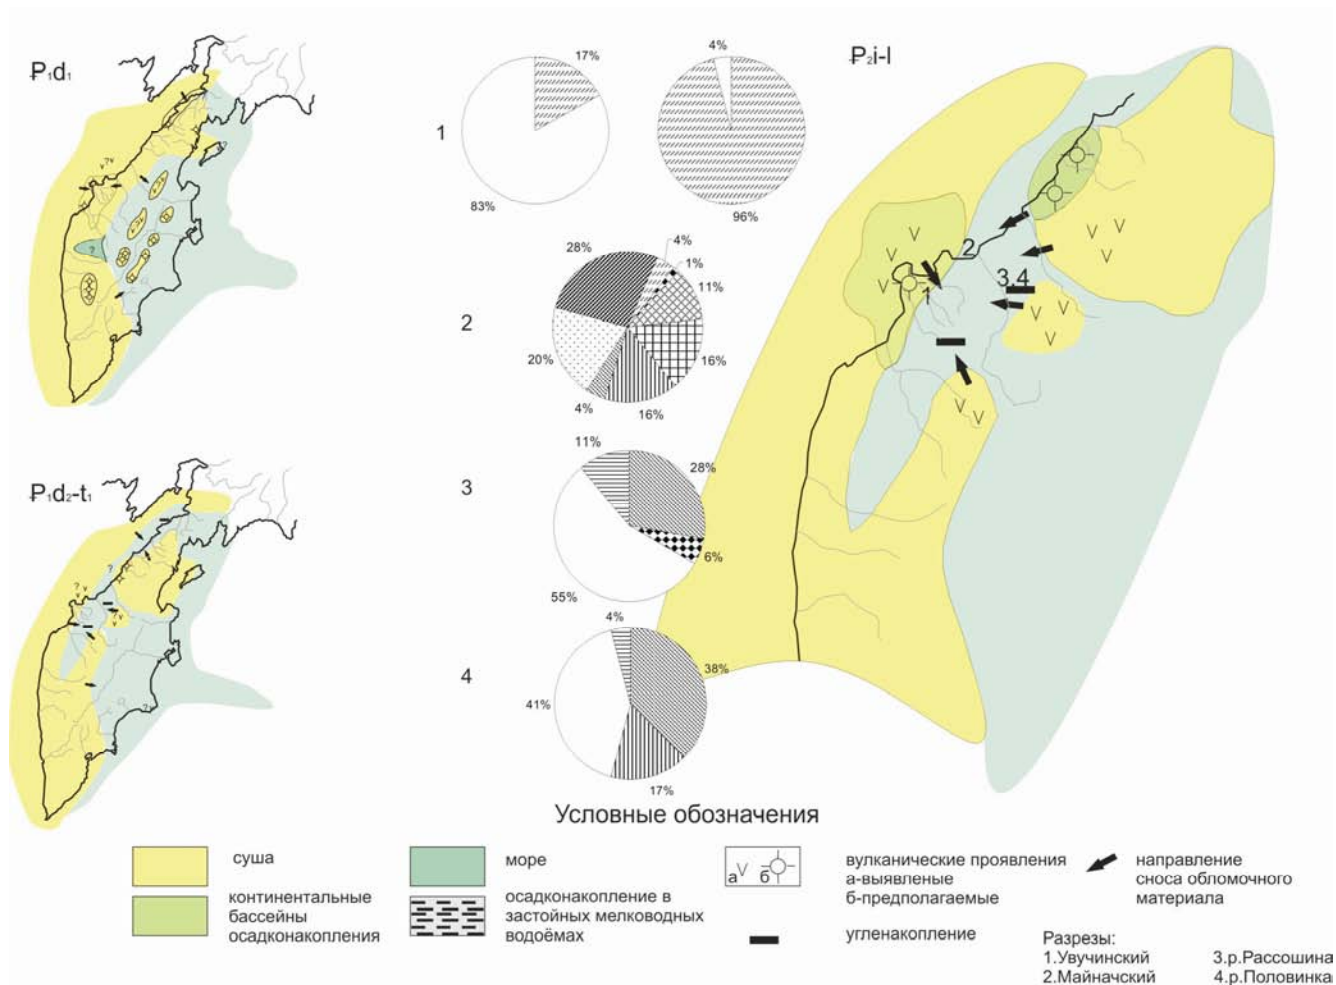 Ꝑ₁d₁
Ꝑ₂i-l
17%
4%
1
83%
96%
?
?
28%
4%
1%
11%
2
20%
16%
4%
16%
2
1
3,4
11%
28%
3
6%
55%
Ꝑ₁d₂-t₁
?
?
?
?
4%
38%
4
41%
17%
Условные обозначения
суша
море
а V б
вулканические проявления
а-выявленые
б-предполагаемые
направление
сноса обломочного
материала
континентальные
бассейны
осадконакопления
осадконакопление в
застойных мелководных
водоёмах
угленакопление
Разрезы:
1.Увучинский
3.р.Рассошина
2.Майначский
4.р.Половинка